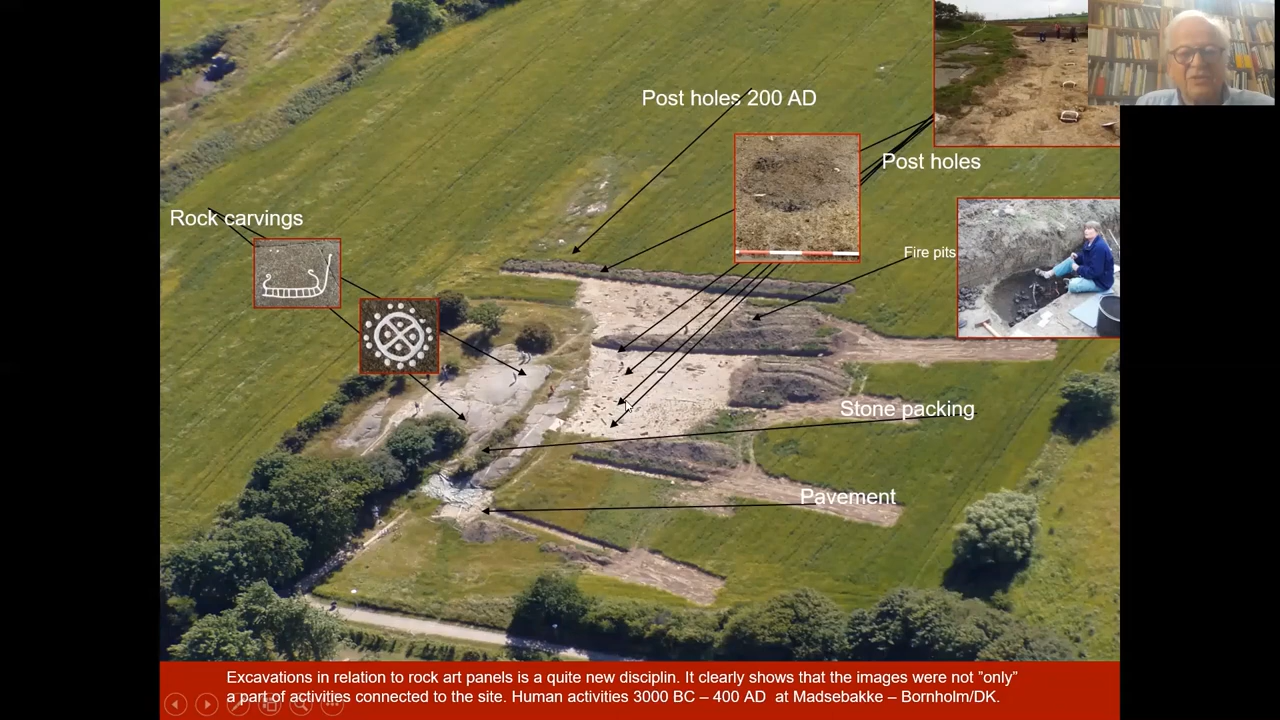 Post holes 200 AD
Post holes
Rock carvings
Fire pits
Stone packing
Pavement
Excavations in relation to rock art panels is a quite new disciplin. It clearly shows that the images were not ”only”
a part of activities connected to the site. Human activities 3000 BC – 400 AD  at Madsebakke – Bornholm/DK.